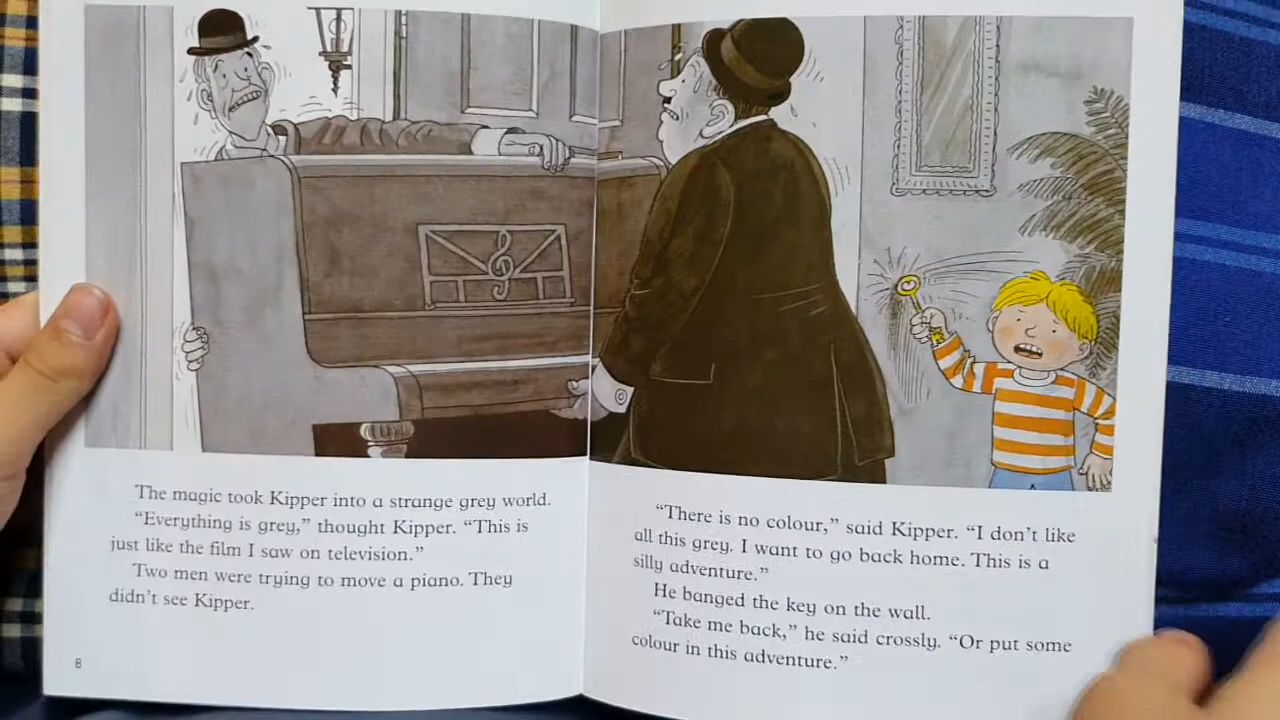 The magic took Kipper into a strange grey world.
“Everything is grey,” thought Kipper. “This is
just like the film I saw on television.”
Two men were trying to move a piano. They
didn’t see Kipper.
8
“There is no colour,” said Kipper. “I don’t like
all this grey. I want to go back home. This is a
silly adventure.”
He banged the key on the wall.
“Take me back,” he said crossly. “Or put some
colour in this adventure.”